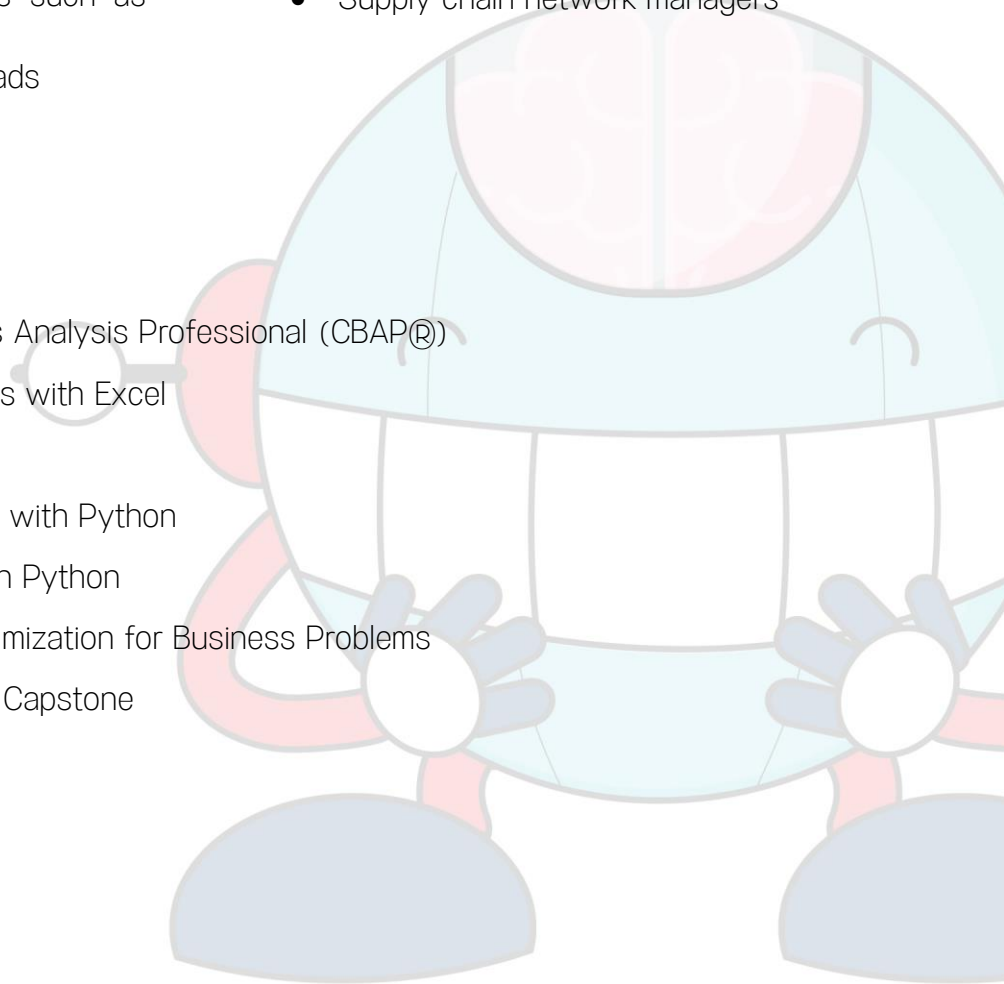 such as
Supply chain network managers
ads
s Analysis Professional (CBAP®))
s with Excel
with Python
n Python
mization for Business Problems
Capstone